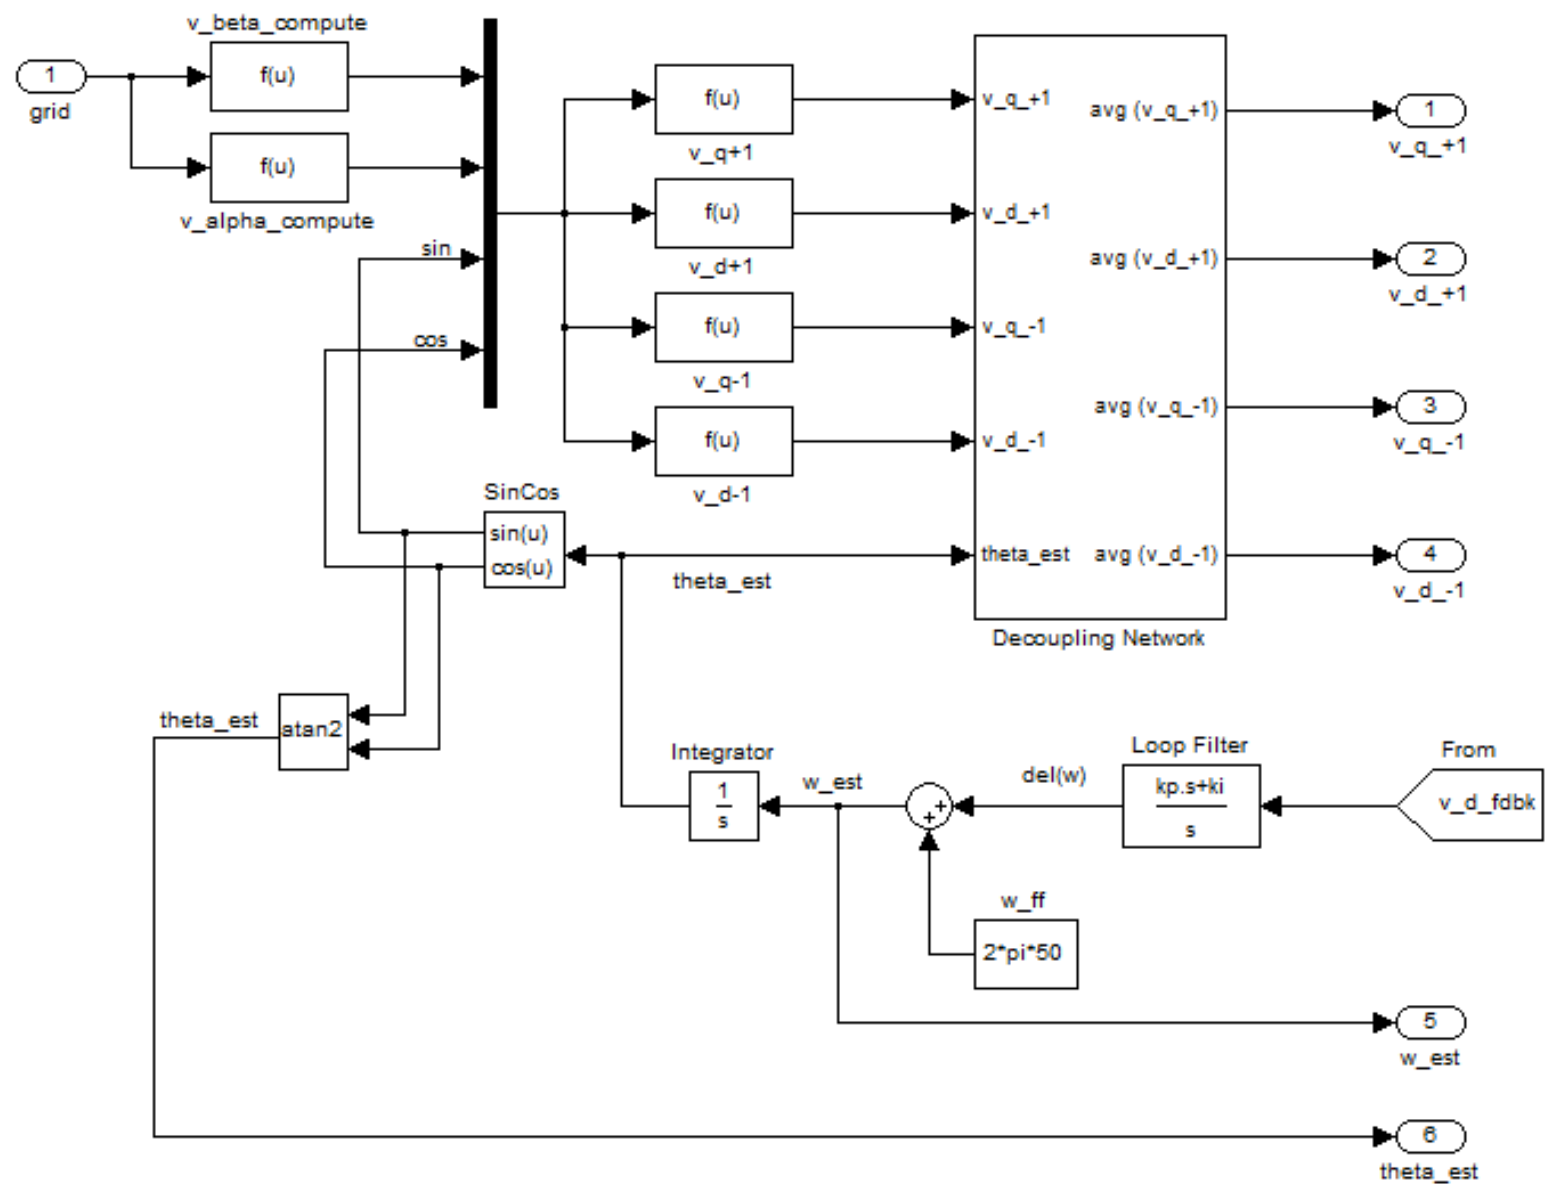 v_beta_compute
1
f(u)
grid
f(u)
v_alpha_compute
sin
cos
f(u)
v_q+1
f(u)
v_d+1
f(u)
v_q-1
f(u)
v_d-1
v_q_+1
avg (v_q_+1)
v_d_+1
avg (v_d_+1)
v_q_-1
avg (v_q_-1)
v_d_-1
theta_est
avg (v_d_-1)
Decoupling Network
1
v_q_+1
2
v_d_+1
3
v_q_-1
4
v_d_-1
SinCos
sin(u)
cos(u)
theta_est
theta_est
atan2
Integrator
1
s
w_est
+
+
del(w)
Loop Filter
kp.s+ki
s
From
v_d_fdbk
w_ff
2*pi*50
5
w_est
6
theta_est